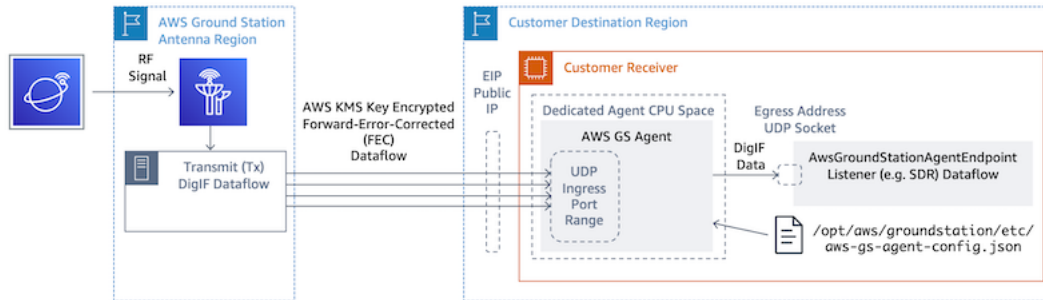 AWS Ground Station
Antenna Region
RF
Signal
Transmit (Tx)
DigIF Dataflow
AWS KMS Key Encrypted
Forward-Error-Corrected
(FEC)
Dataflow
Customer Destination Region
EIP
Public
IP
Customer Receiver
Dedicated Agent CPU Space
AWS GS Agent
UDP
Ingress
Port
Range
Egress Address
UDP Socket
DigIF
Data
AwsGroundStationAgentEndpoint
Listener (e.g. SDR) Dataflow
/opt/aws/groundstation/etc/
aws-gs-agent-config.json